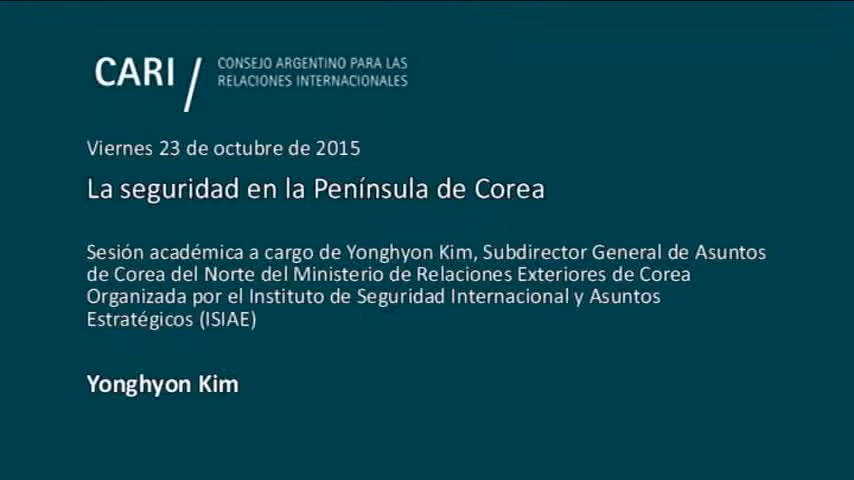 CARI /
CONSEJO ARGENTINO PARA LAS
RELACIONES INTERNACIONALES
Viernes 23 de octubre de 2015
La seguridad en la Península de Corea
Sesión académica a cargo de Yonghyon Kim, Subdirector General de Asuntos
de Corea del Norte del Ministerio de Relaciones Exteriores de Corea
Organizada por el Instituto de Seguridad Internacional y Asuntos
Estratégicos (ISIAE)
Yonghyon Kim